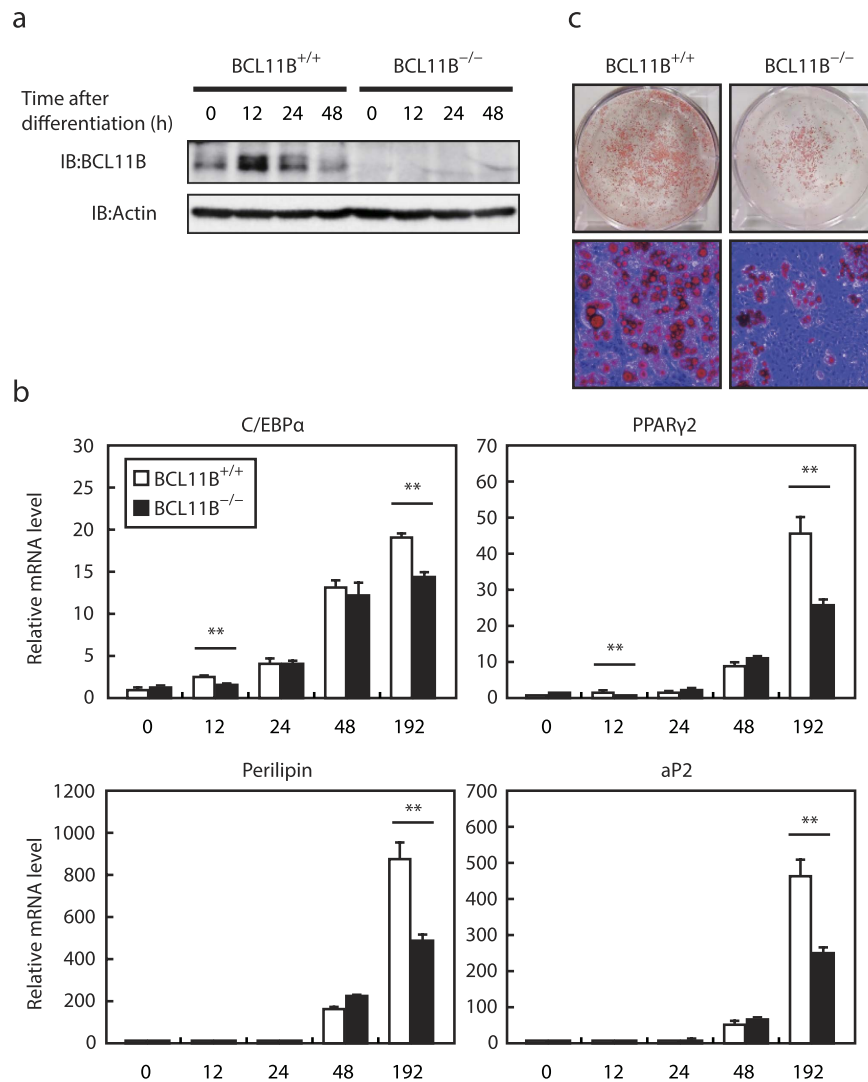 a
BCL11B+/+ BCL11B−/−
Time after
differentiation (h)
0 12 24 48 0 12 24 48
IB:BCL11B
IB:Actin
c
BCL11B+/+ BCL11B−/−
b
C/EBPα
Relative mRNA level
30
25
20
15
10
5
0
BCL11B+/+
BCL11B−/−
**
**
0 12 24 48 192
PPARγ2
70
60
50
40
30
20
10
0
**
**
0 12 24 48 192
Perilipin
Relative mRNA level
1200
1000
800
600
400
200
0
**
0 12 24 48 192
aP2
700
600
500
400
300
200
100
0
**
0 12 24 48 192